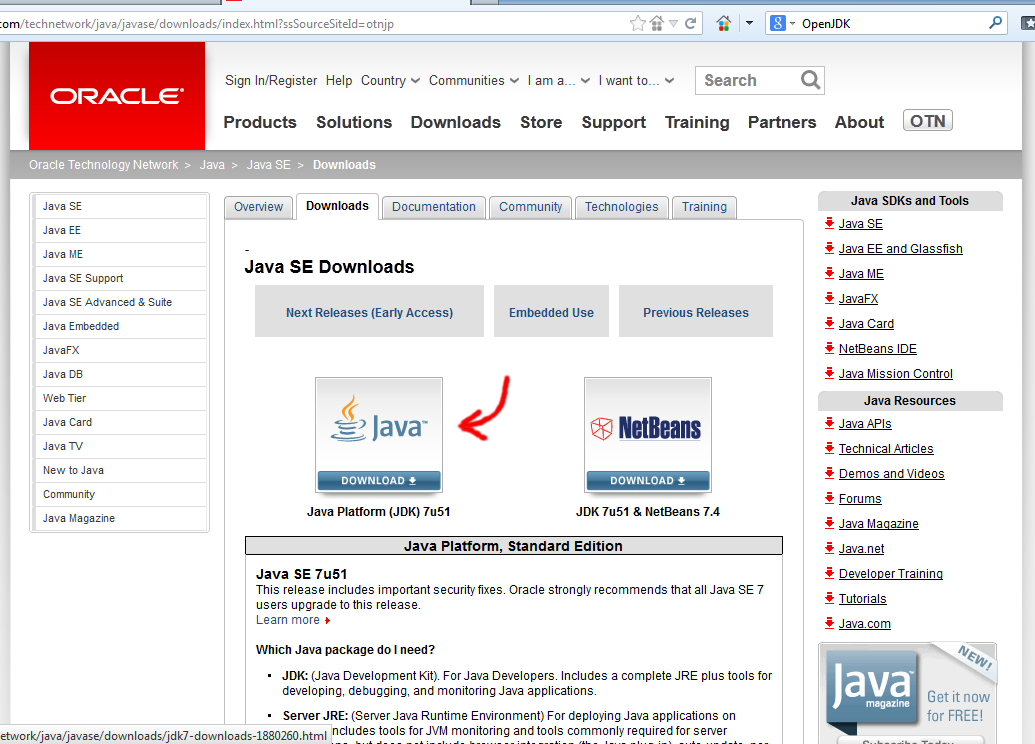 com/technetwork/java/javase/downloads/index.html?ssSourceSiteId=otnjp
OpenJDK
ORACLE
Sign In/Register Help Country Communities I am a... I want to... Search
Products Solutions Downloads Store Support Training Partners About OTN
Oracle Technology Network > Java > Java SE > Downloads
Java SE
Java EE
Java ME
Java SE Support
Java SE Advanced & Suite
Java Embedded
JavaFX
Java DB
Web Tier
Java Card
Java TV
New to Java
Community
Java Magazine
Overview Downloads Documentation Community Technologies Training
-
Java SE Downloads
Next Releases (Early Access) Embedded Use Previous Releases
Java NetBeans
DOWNLOAD DOWNLOAD
Java Platform (JDK) 7u51 JDK 7u51 & NetBeans 7.4
Java Platform, Standard Edition
Java SE 7u51
This release includes important security fixes. Oracle strongly recommends that all Java SE 7
users upgrade to this release.
Learn more
Which Java package do I need?
JDK: (Java Development Kit). For Java Developers. Includes a complete JRE plus tools for
developing, debugging, and monitoring Java applications.
Server JRE: (Server Java Runtime Environment) For deploying Java applications on
ncludes tools for JVM monitoring and tools commonly required for server
Java SDKs and Tools
Java SE
Java EE and Glassfish
Java ME
JavaFX
Java Card
NetBeans IDE
Java Mission Control
Java Resources
Java APIs
Technical Articles
Demos and Videos
Forums
Java Magazine
Java.net
Developer Training
Tutorials
Java.com
NEW!
Java
magazine
Get it now
for FREE!
Subscribe Today
etwork/java/javase/downloads/jdk7-downloads-1880260.html